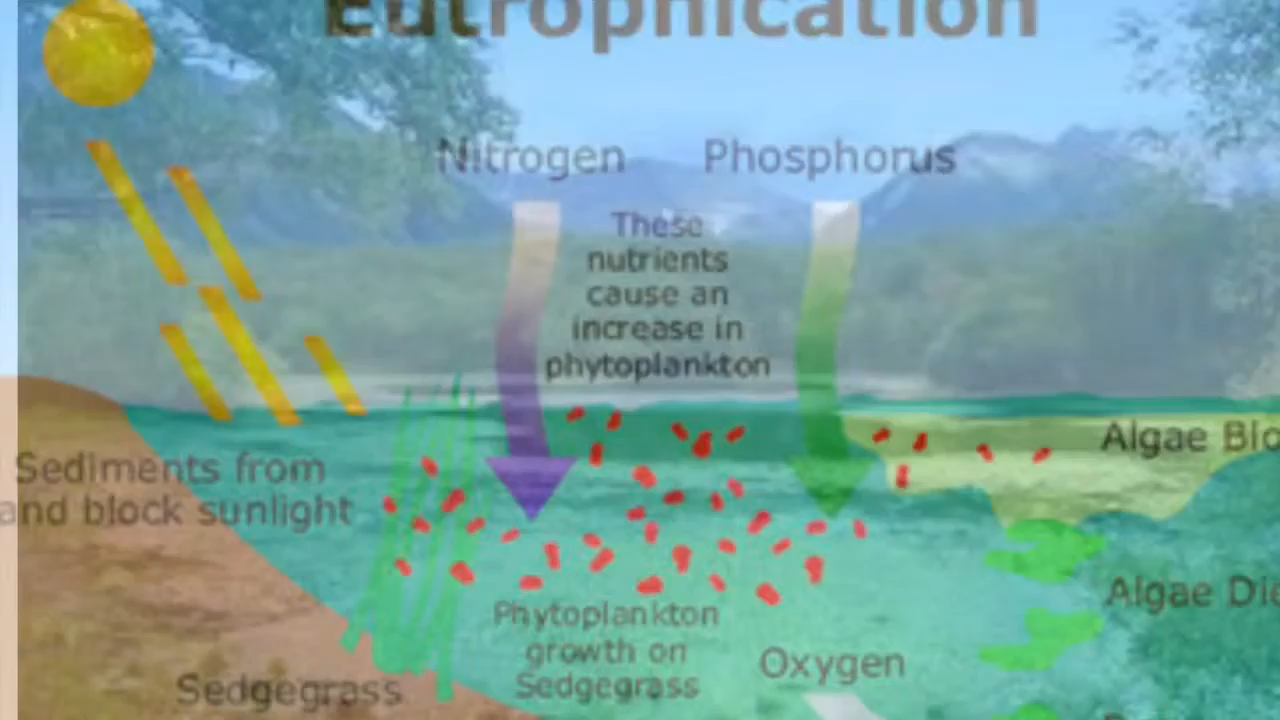 Eutrophication
Nitrogen
Phosphorus
These
nutrients
cause an
increase in
phytoplankton
Algae Blo
Sediments from
and block sunlight
Algae Die
Phytoplankton
growth on
Sedgegrass
Oxygen
Sedgegrass